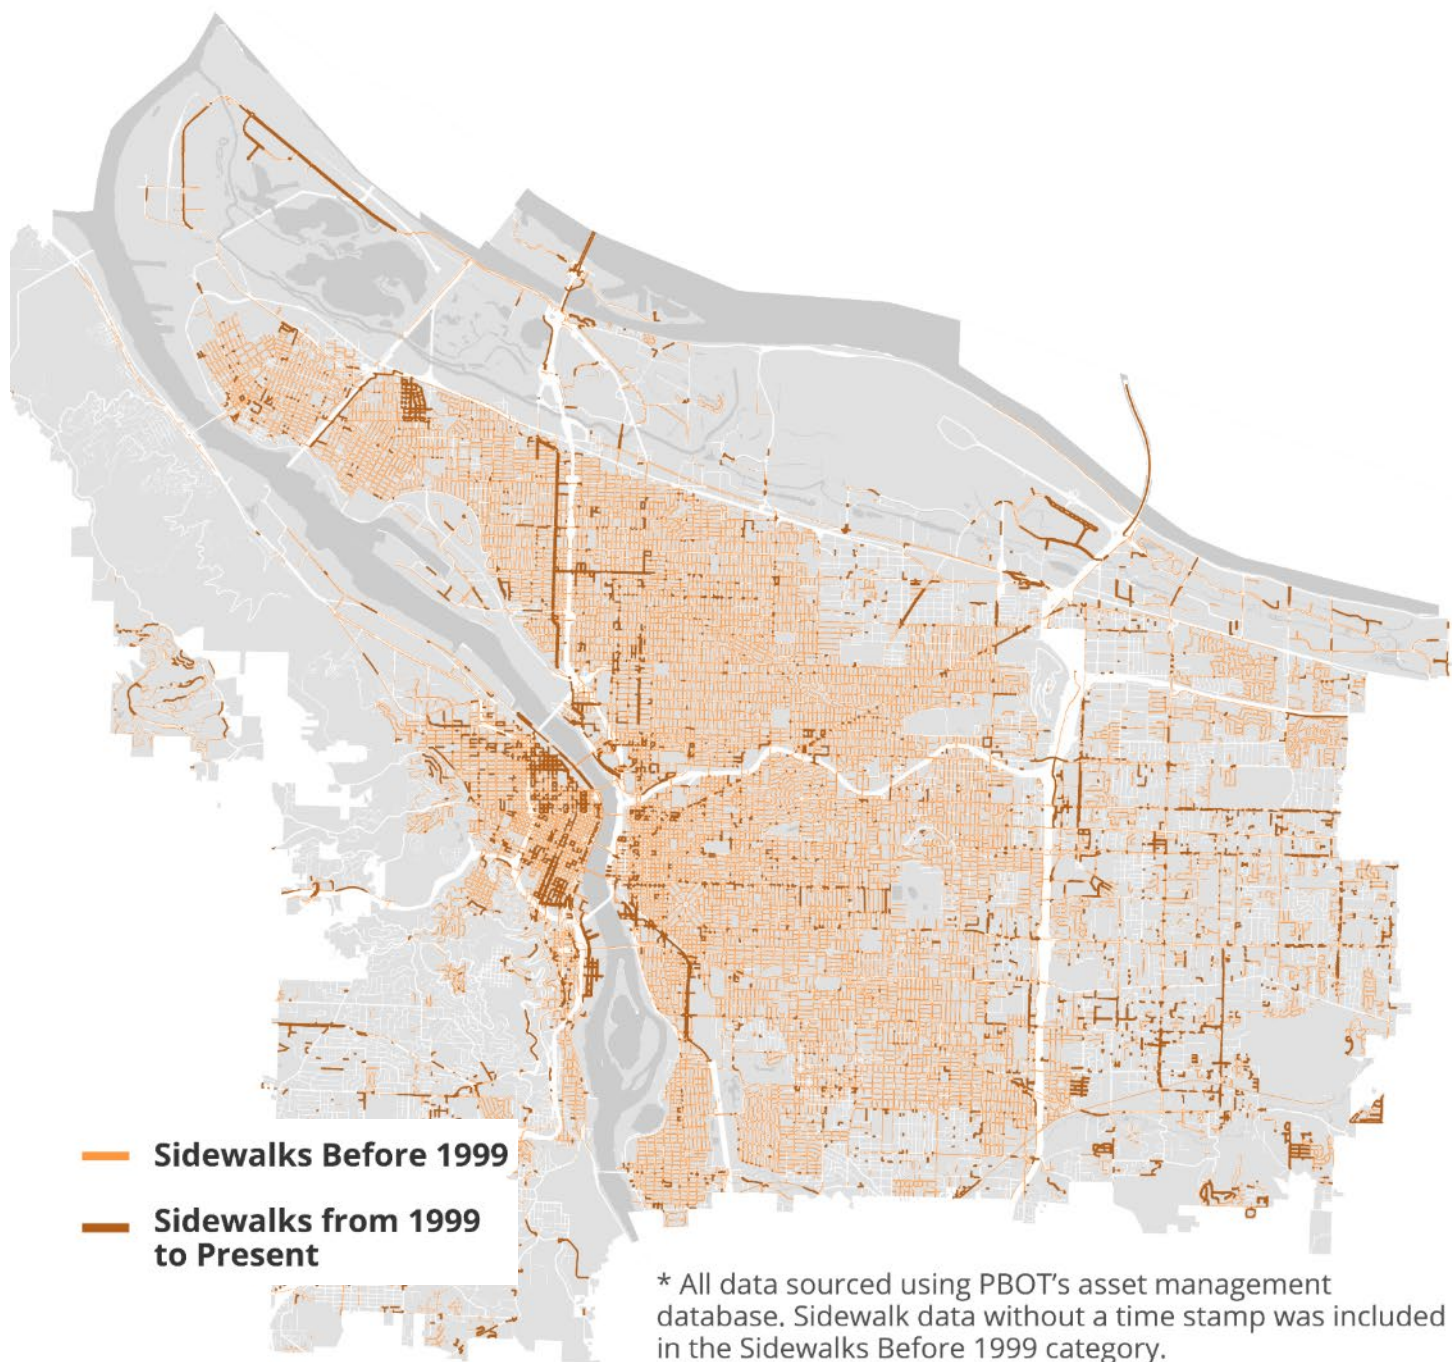 Sidewalks Before 1999
Sidewalks from 1999
to Present
* All data sourced using PBOT’s asset management
database. Sidewalk data without a time stamp was included
in the Sidewalks Before 1999 category.